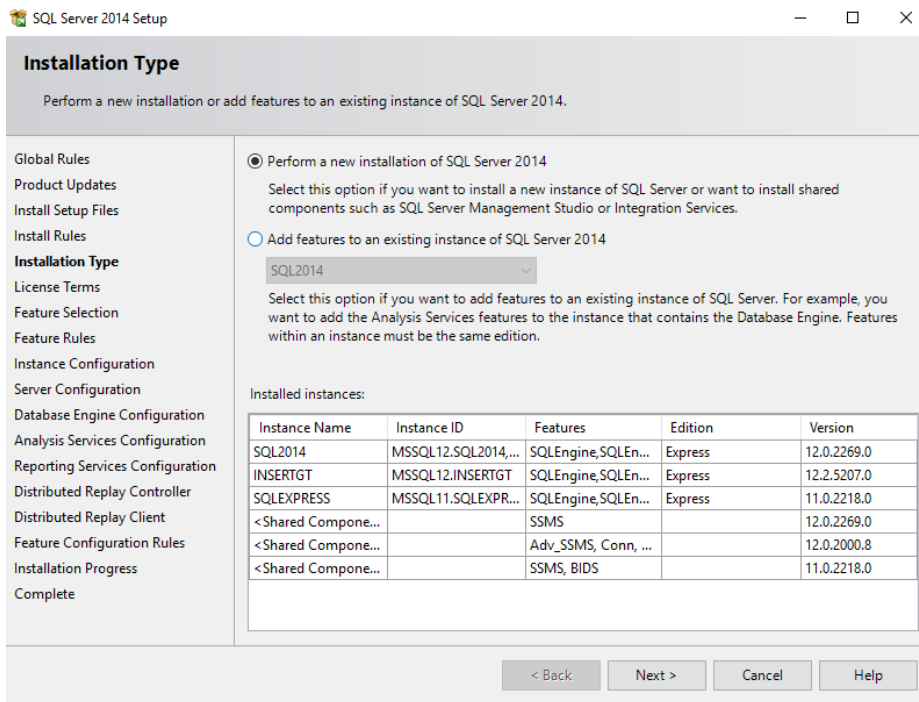 SQL Server 2014 Setup
Installation Type
Perform a new installation or add features to an existing instance of SQL Server 2014.
Global Rules
Product Updates
Install Setup Files
Install Rules
Installation Type
License Terms
Feature Selection
Feature Rules
Instance Configuration
Server Configuration
Database Engine Configuration
Analysis Services Configuration
Reporting Services Configuration
Distributed Replay Controller
Distributed Replay Client
Feature Configuration Rules
Installation Progress
Complete
Perform a new installation of SQL Server 2014
Select this option if you want to install a new instance of SQL Server or want to install shared
components such as SQL Server Management Studio or Integration Services.
Add features to an existing instance of SQL Server 2014
SQL2014
Select this option if you want to add features to an existing instance of SQL Server. For example, you
want to add the Analysis Services features to the instance that contains the Database Engine. Features
within an instance must be the same edition.
Installed instances:
Instance Name Instance ID Features Edition Version
SQL2014 MSSQL12.SQL2014,... SQLEngine,SQLEn... Express 12.0.2269.0
INSERTGT MSSQL12.INSERTGT SQLEngine,SQLEn... Express 12.2.5207.0
SQLEXPRESS MSSQL11.SQLEXPR... SQLEngine,SQLEn... Express 11.0.2218.0
<Shared Compone... SSMS 12.0.2269.0
<Shared Compone... Adv_SSMS, Conn, ... 12.0.2000.8
<Shared Compone... SSMS, BIDS 11.0.2218.0
< Back Next > Cancel Help